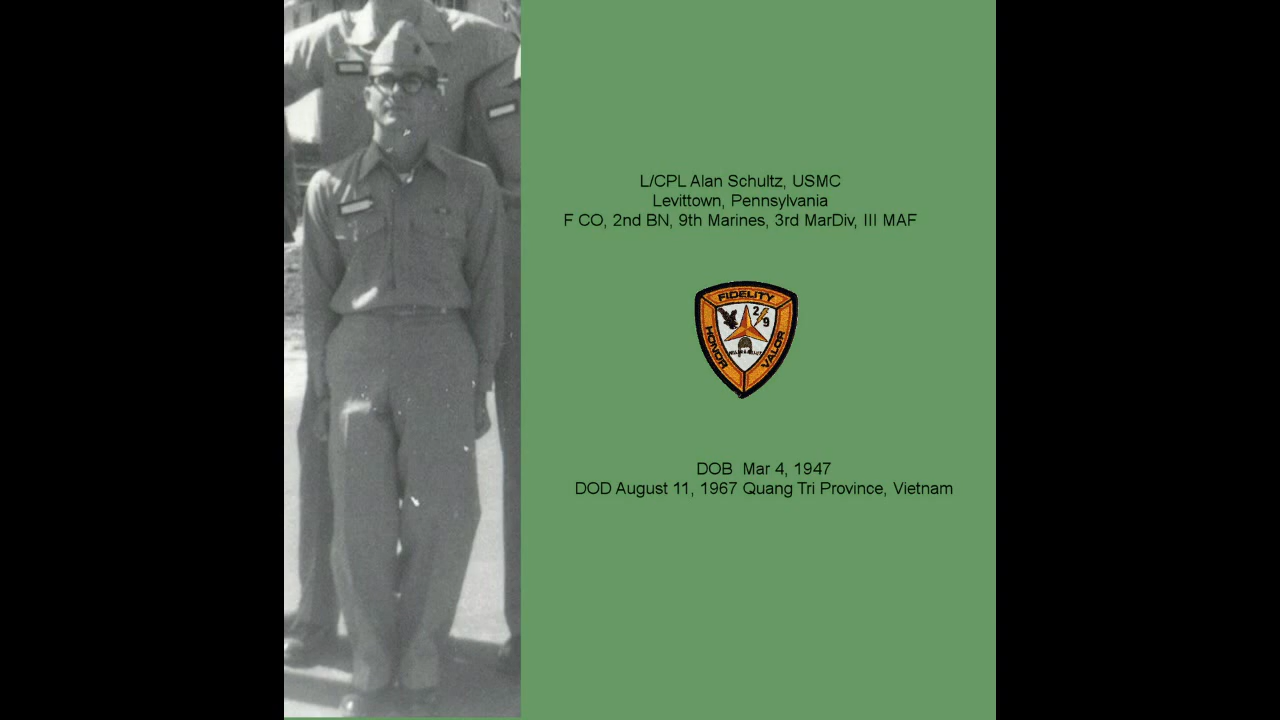 L/CPL Alan Schultz, USMC
Levittown, Pennsylvania
F CO, 2nd BN, 9th Marines, 3rd MarDiv, III MAF
FIDELITY
2/9
HONOR
VALOR
DOB Mar 4, 1947
DOD August 11, 1967 Quang Tri Province, Vietnam